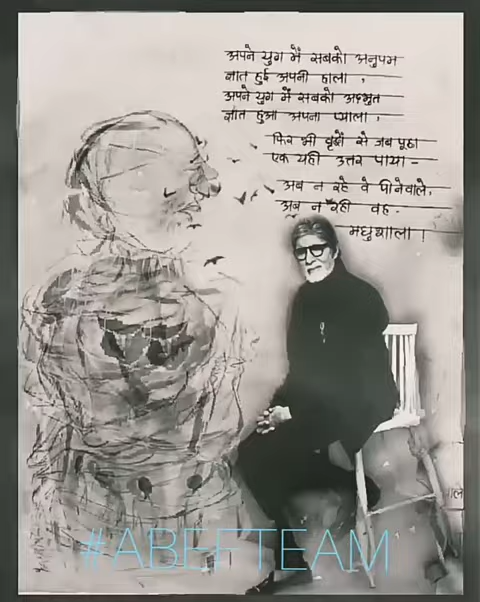 अपने युग में सबको अनुपम
ज्ञात हुई अपनी हाला,
अपने युग में सबको अदभुत
ज्ञात हुआ अपना प्याला,
फिर भी वृद्धों से जब पूछा
एक यही उत्तर पाया -
अब न रहे वे पीनेवाले,
अब न रही वह -
मधुशाला !
#ABEFTEAM